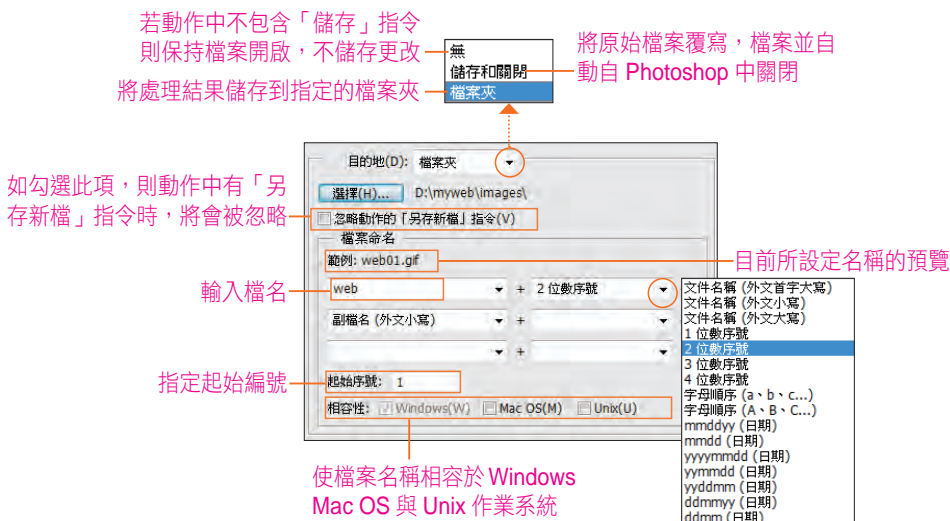 若動作中不包含「儲存」指令
則保持檔案開啟，不儲存更改
將處理結果儲存到指定的檔案夾
無
儲存和關閉
檔案夾
將原始檔案覆寫，檔案並自
動自 Photoshop 中關閉
目的地(D): 檔案夾
選擇(H)... D:\myweb\images\
如勾選此項，則動作中有「另
存新檔」指令時，將會被忽略
忽略動作的「另存新檔」指令(V)
檔案命名
範例: web01.gif
目前所設定名稱的預覽
輸入檔名
web + 2 位數序號
副檔名 (外文小寫) +
+
文件名稱 (外文首字大寫)
文件名稱 (外文小寫)
文件名稱 (外文大寫)
1 位數序號
2 位數序號
3 位數序號
4 位數序號
字母順序 (a、b、c...)
字母順序 (A、B、C...)
mmddyy (日期)
mmdd (日期)
yyyymmdd (日期)
yymmdd (日期)
yyddmm (日期)
ddmmyy (日期)
ddmm (日期)
指定起始編號
起始序號: 1
相容性: Windows(W) Mac OS(M) Unix(U)
使檔案名稱相容於 Windows
Mac OS 與 Unix 作業系統